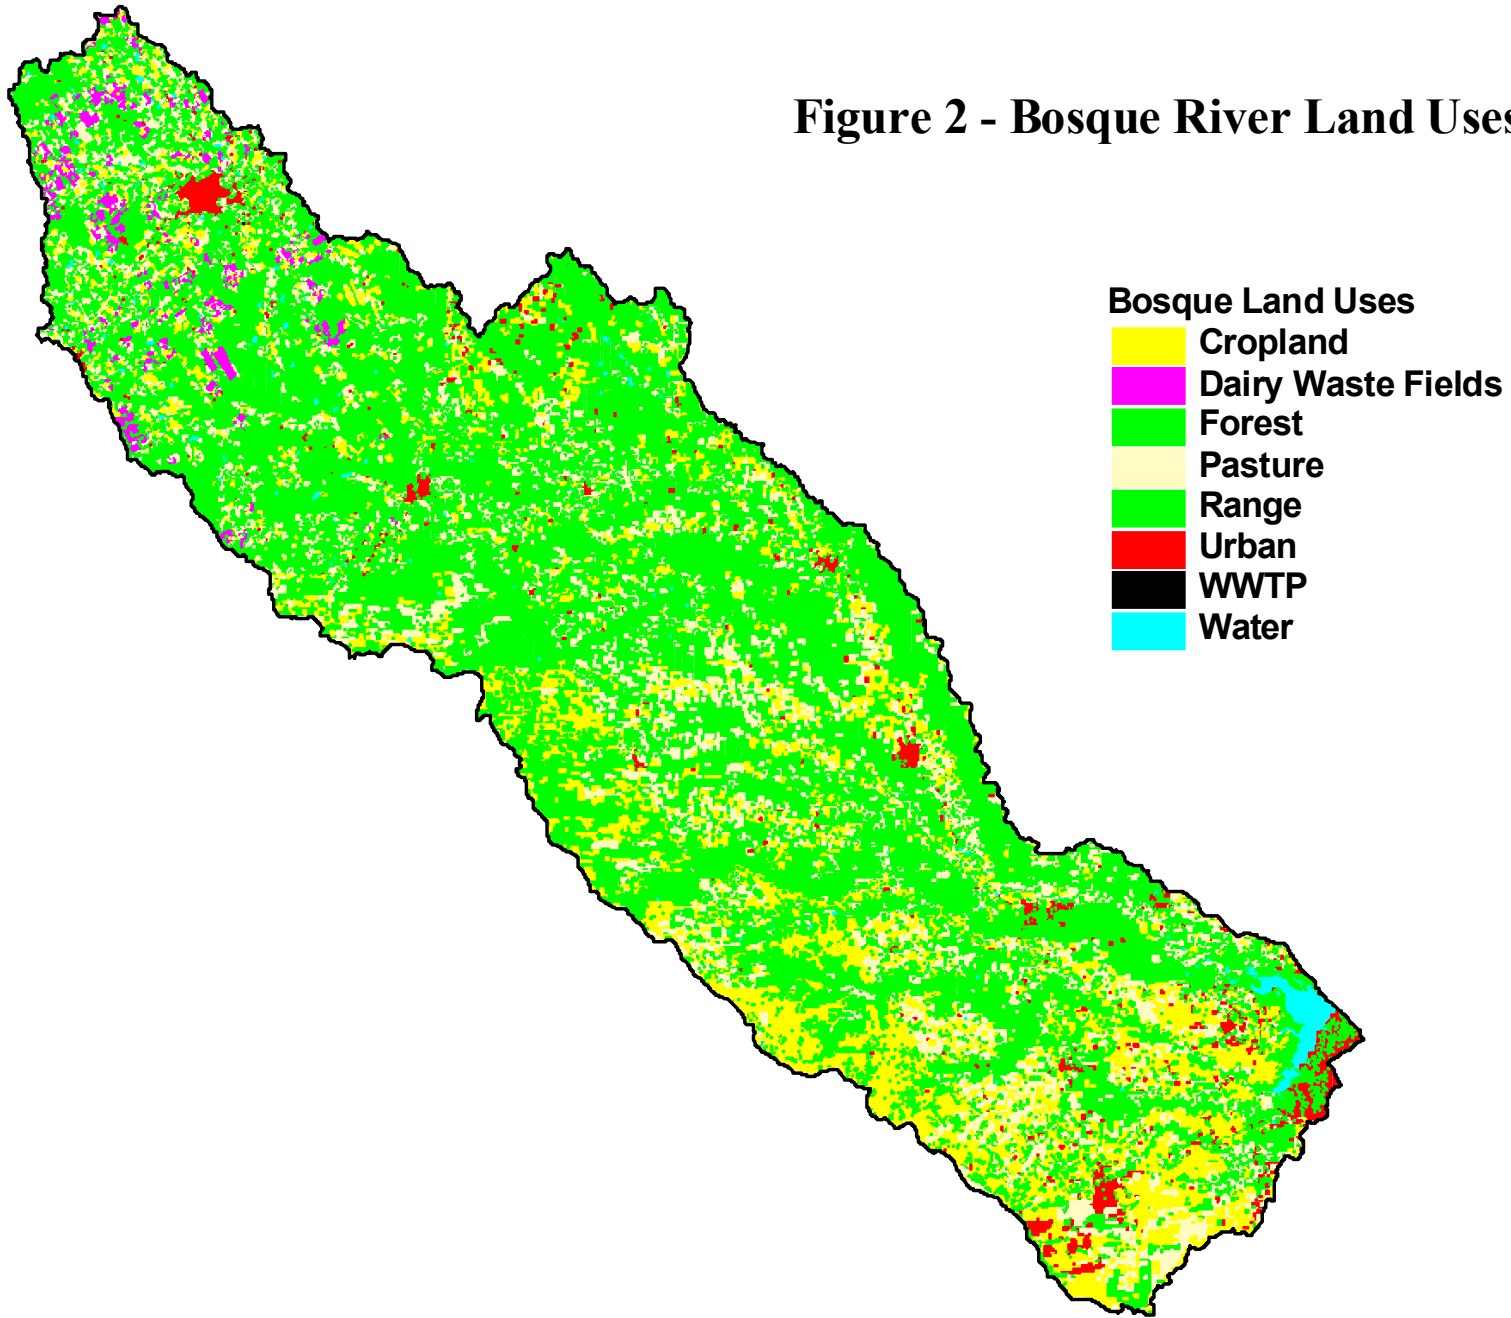 Figure 2 - Bosque River Land Uses
Bosque Land Uses
Cropland
Dairy Waste Fields
Forest
Pasture
Range
Urban
WWTP
Water